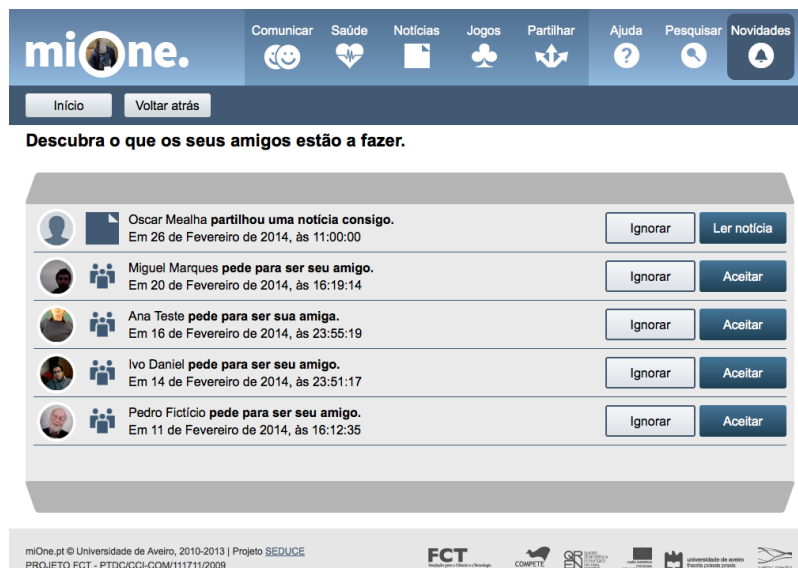 miOne.
Comunicar Saúde Notícias Jogos Partilhar Ajuda Pesquisar Novidades
Início Voltar atrás
Descubra o que os seus amigos estão a fazer.
Oscar Mealha partilhou uma notícia consigo.
Em 26 de Fevereiro de 2014, às 11:00:00
Ignorar Ler notícia
Miguel Marques pede para ser seu amigo.
Em 20 de Fevereiro de 2014, às 16:19:14
Ignorar Aceitar
Ana Teste pede para ser sua amiga.
Em 16 de Fevereiro de 2014, às 23:55:19
Ignorar Aceitar
Ivo Daniel pede para ser seu amigo.
Em 14 de Fevereiro de 2014, às 23:51:17
Ignorar Aceitar
Pedro Fictício pede para ser seu amigo.
Em 11 de Fevereiro de 2014, às 16:12:35
Ignorar Aceitar
miOne.pt © Universidade de Aveiro, 2010-2013 | Projeto SEDUCE
PROJETO FCT - PTDC/CCI-COM/111711/2009
FCT
COMPETE
QREN
universidade de aveiro
theoria poiesis praxis